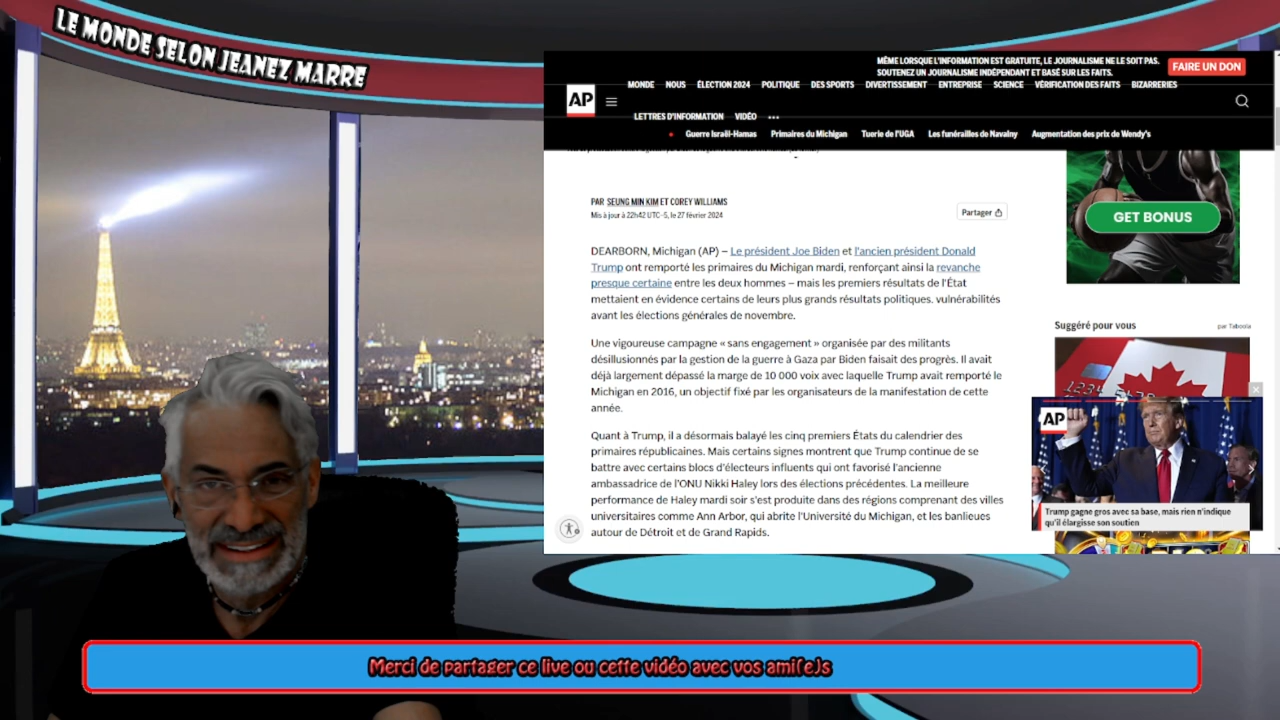 LE MONDE SELON JEANEZ MARRE
MÊME LORSQUE L'INFORMATION EST GRATUITE, LE JOURNALISME NE LE SOIT PAS.
SOUTENEZ UN JOURNALISME INDÉPENDANT ET BASÉ SUR LES FAITS.
FAIRE UN DON
AP
MONDE NOUS ÉLECTION 2024 POLITIQUE DES SPORTS DIVERTISSEMENT ENTREPRISE SCIENCE VÉRIFICATION DES FAITS BIZARRERIES
LETTRES D'INFORMATION VIDÉO ...
Guerre Israël-Hamas Primaires du Michigan Tuerie de l'UGA Les funérailles de Navalny Augmentation des prix de Wendy's
PAR SEUNG MIN KIM ET COREY WILLIAMS
Mis à jour à 22h42 UTC-5, le 27 février 2024
Partager
DEARBORN, Michigan (AP) – Le président Joe Biden et l'ancien président Donald
Trump ont remporté les primaires du Michigan mardi, renforçant ainsi la revanche
presque certaine entre les deux hommes – mais les premiers résultats de l'État
mettaient en évidence certains de leurs plus grands résultats politiques. vulnérabilités
avant les élections générales de novembre.
Une vigoureuse campagne « sans engagement » organisée par des militants
désillusionnés par la gestion de la guerre à Gaza par Biden faisait des progrès. Il avait
déjà largement dépassé la marge de 10 000 voix avec laquelle Trump avait remporté le
Michigan en 2016, un objectif fixé par les organisateurs de la manifestation de cette
année.
Quant à Trump, il a désormais balayé les cinq premiers États du calendrier des
primaires républicaines. Mais certains signes montrent que Trump continue de se
battre avec certains blocs d'électeurs influents qui ont favorisé l'ancienne
ambassadrice de l'ONU Nikki Haley lors des élections précédentes. La meilleure
performance de Haley mardi soir s'est produite dans des régions comprenant des villes
universitaires comme Ann Arbor, qui abrite l'Université du Michigan, et les banlieues
autour de Détroit et de Grand Rapids.
GET BONUS
Suggéré pour vous
par Taboola
AP
Trump gagne gros avec sa base, mais rien n'indique
qu'il élargisse son soutien
Merci de partager ce live ou cette vidéo avec vos ami(e)s